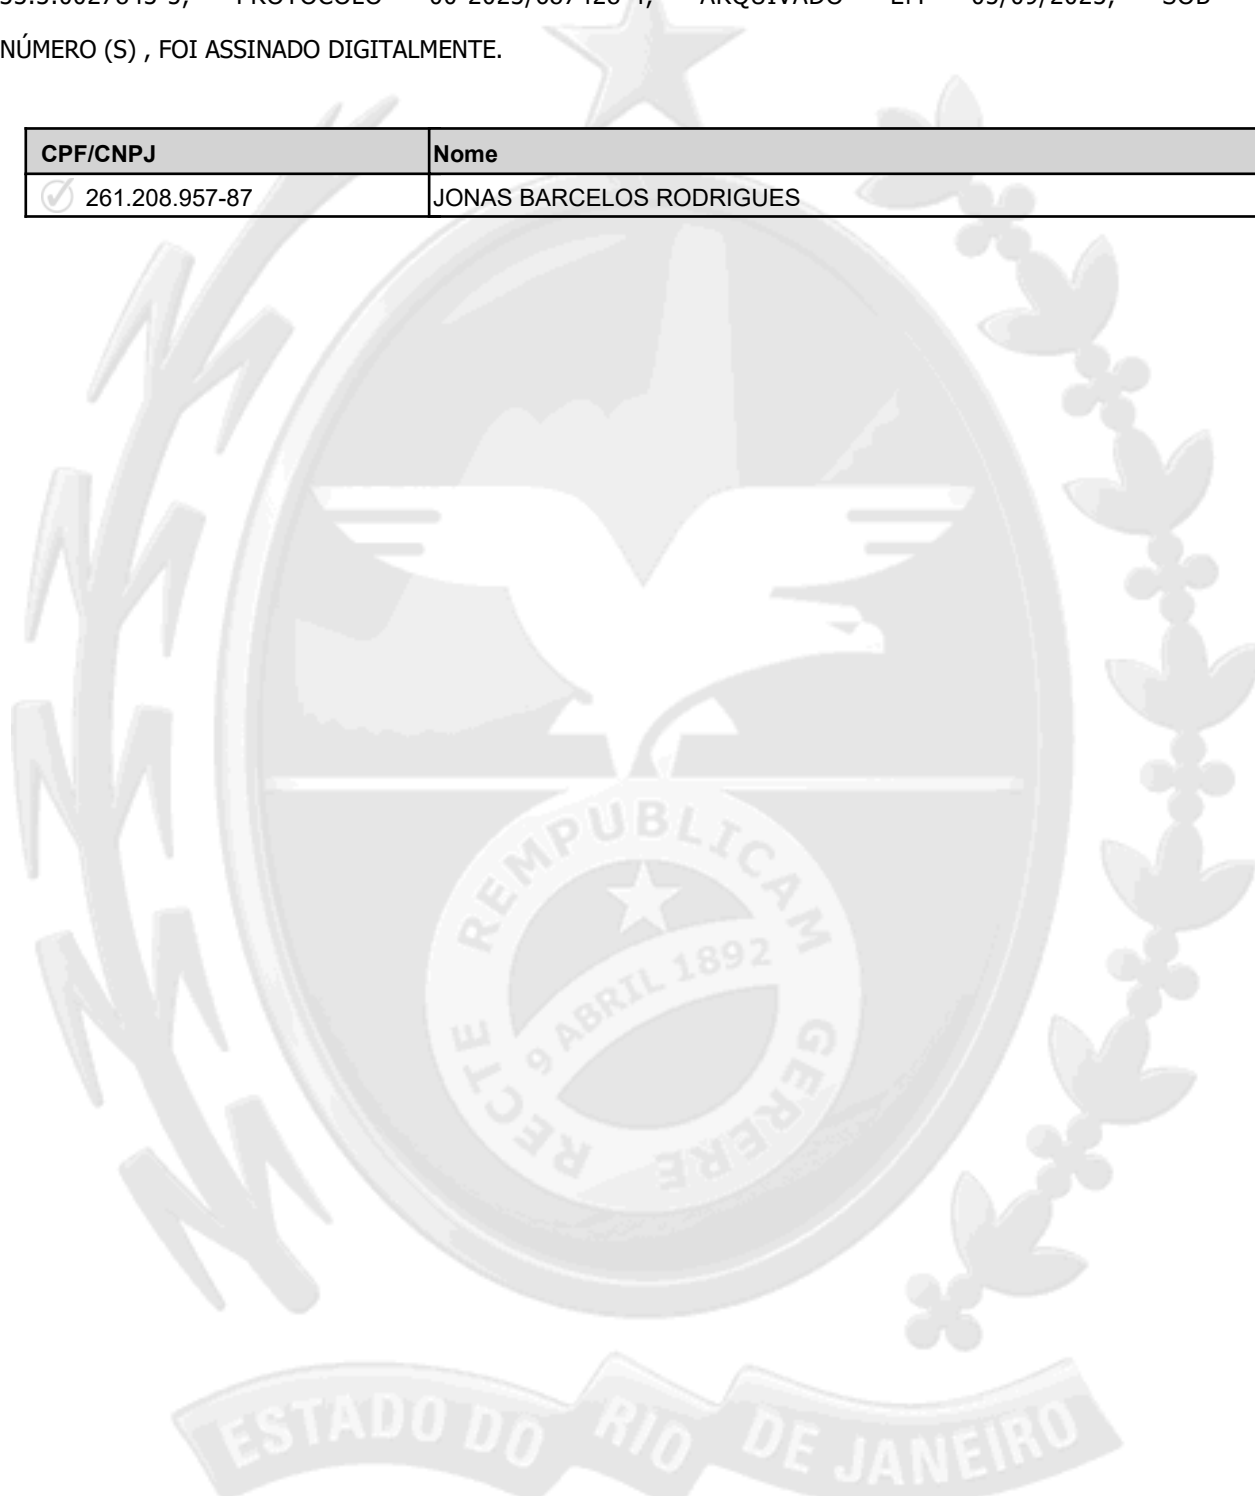 NÚMERO (S) , FOI ASSINADO DIGITALMENTE.
CPF/CNPJ Nome
261.208.957-87 JONAS BARCELOS RODRIGUES
REMPUBLICAM
9 ABRIL 1892
RECTE GERERE
ESTADO DO RIO DE JANEIRO